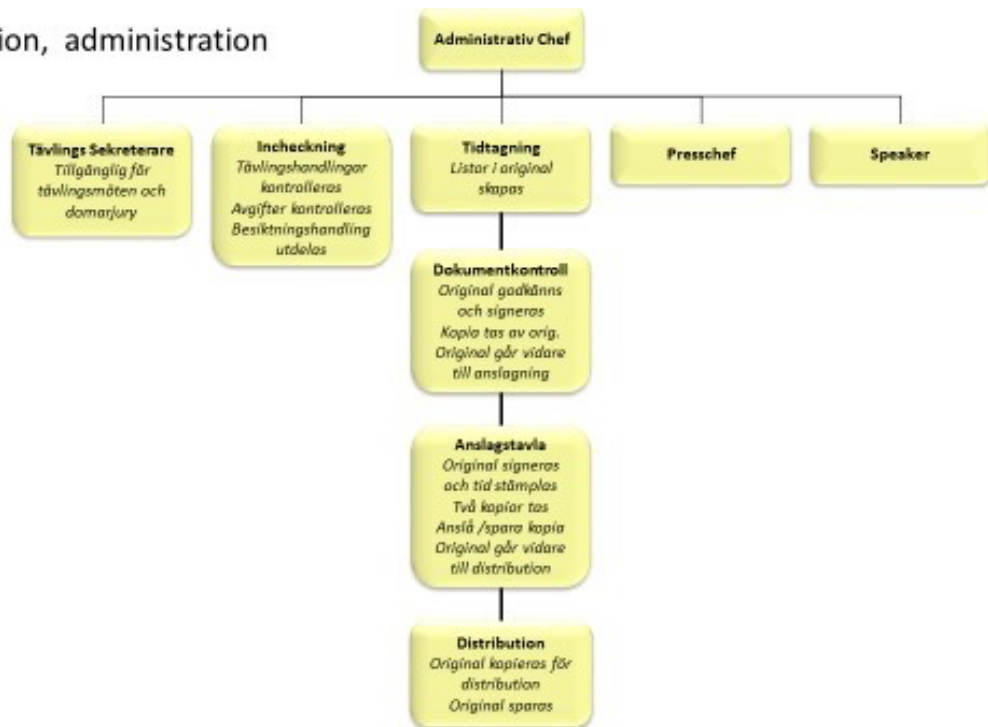 ion, administration
Administrativ Chef
Tävlings Sekreterare
Tillgänglig för
tävlingsmöten och
domarjury
Incheckning
Tävlingshandlingar
kontrolleras
Avgifter kontrolleras
Besiktningshandling
utdelas
Tidtagning
Listor i original
skapas
Presschef
Speaker
Dokumentkontroll
Original godkänns
och signeras
Kopia tas av orig.
Original går vidare
till anslagning
Anslagstavla
Original signeras
och tid stämplas
Två kopior tas
Anslå /spara kopia
Original går vidare
till distribution
Distribution
Original kopieras för
distribution
Original sparas